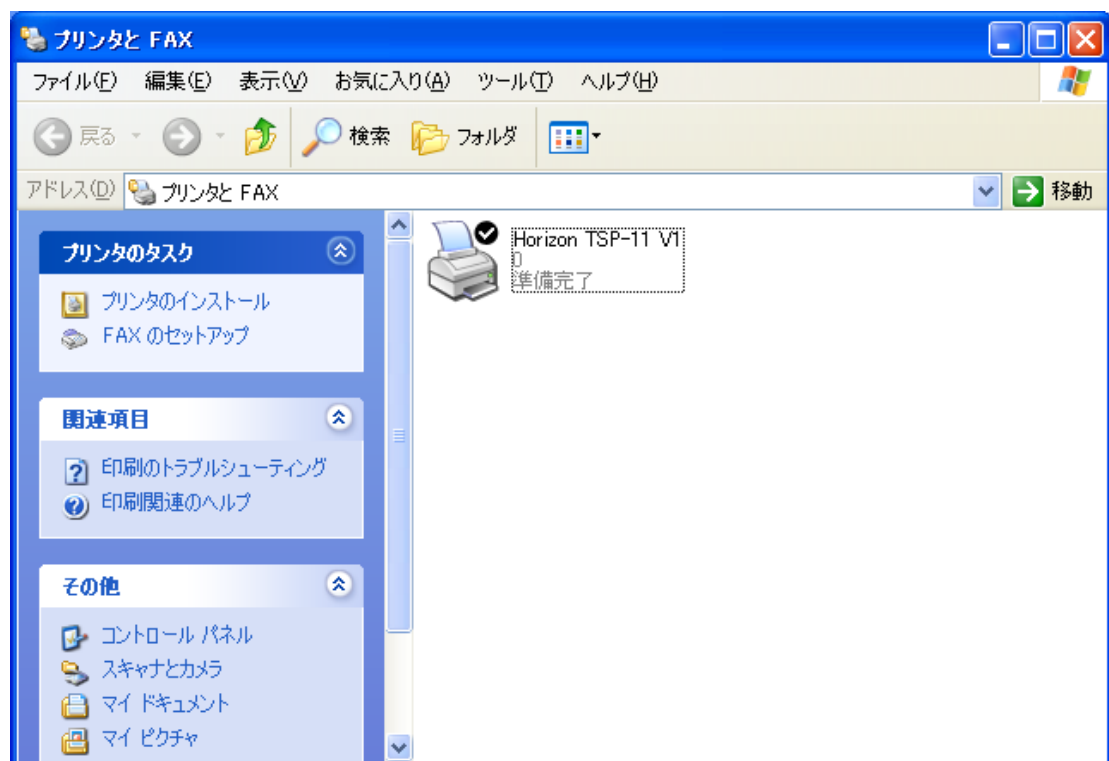 プリンタと FAX
ファイル(F) 編集(E) 表示(V) お気に入り(A) ツール(T) ヘルプ(H)
戻る 検索 フォルダ
アドレス(D) プリンタと FAX 移動
プリンタのタスク
プリンタのインストール
FAX のセットアップ
関連項目
印刷のトラブルシューティング
印刷関連のヘルプ
その他
コントロール パネル
スキャナとカメラ
マイ ドキュメント
マイ ピクチャ
Horizon TSP-11 V1
0
準備完了